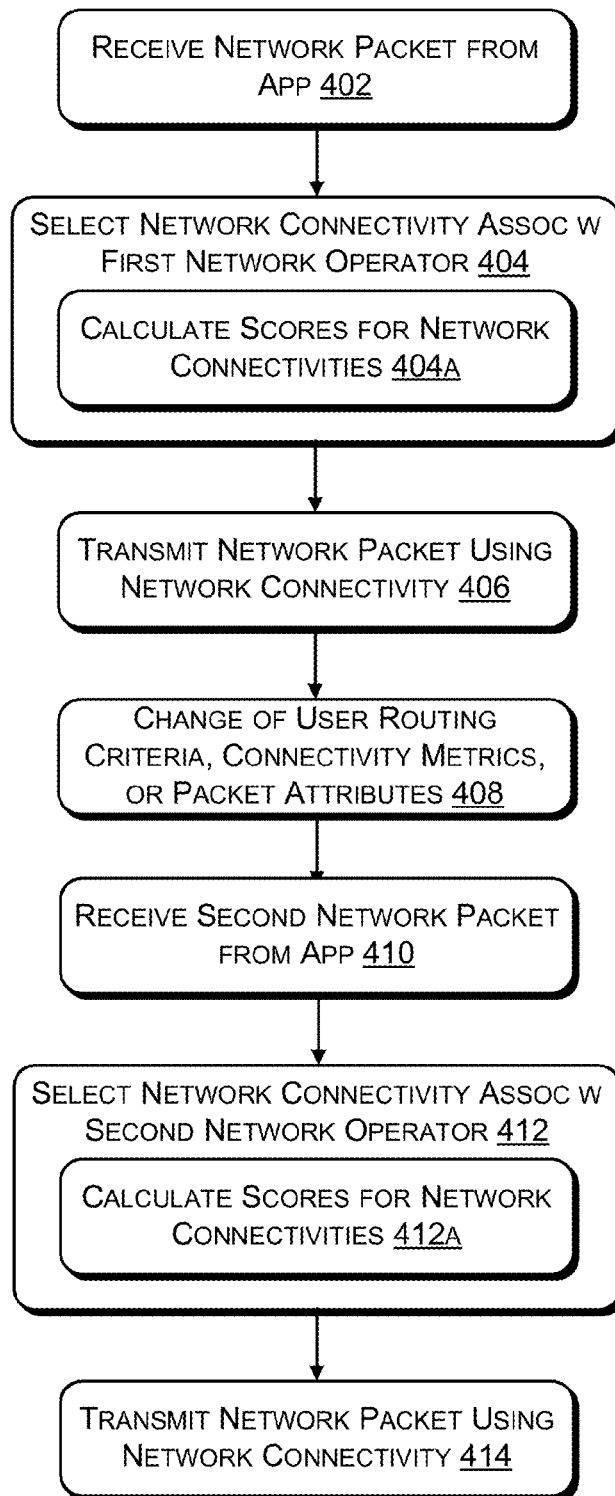 RECEIVE NETWORK PACKET FROM
APP 402
SELECT NETWORK CONNECTIVITY ASSOC W
FIRST NETWORK OPERATOR 404
CALCULATE SCORES FOR NETWORK
CONNECTIVITIES 404A
TRANSMIT NETWORK PACKET USING
NETWORK CONNECTIVITY 406
CHANGE OF USER ROUTING
CRITERIA, CONNECTIVITY METRICS,
OR PACKET ATTRIBUTES 408
RECEIVE SECOND NETWORK PACKET
FROM APP 410
SELECT NETWORK CONNECTIVITY ASSOC W
SECOND NETWORK OPERATOR 412
CALCULATE SCORES FOR NETWORK
CONNECTIVITIES 412A
TRANSMIT NETWORK PACKET USING
NETWORK CONNECTIVITY 414